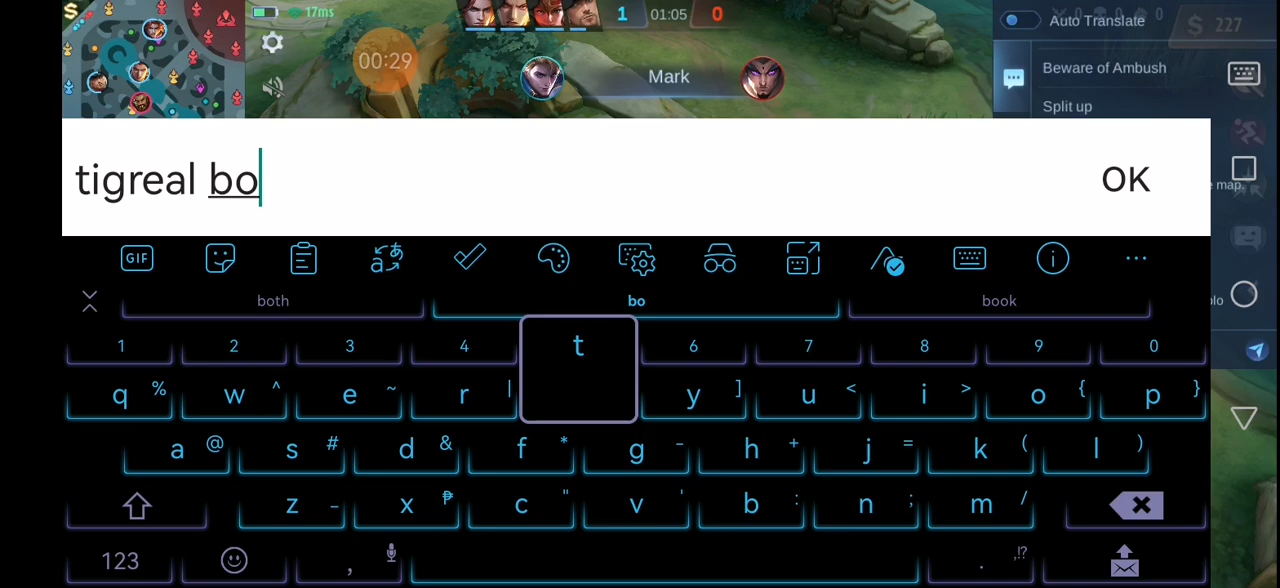 17ms
1 01:05 0
00:29
Mark
Auto Translate
$ 227
Beware of Ambush
Split up
e map.
tigreal bo
OK
GIF
both bo book
1 2 3 4 t 6 7 8 9 0
q % w ^ e ~ r | y ] u < i > o { p }
a @ s # d & f * g - h + j = k ( l )
z _ x ₱ c " v ' b : n ; m /
123 , . ,!?